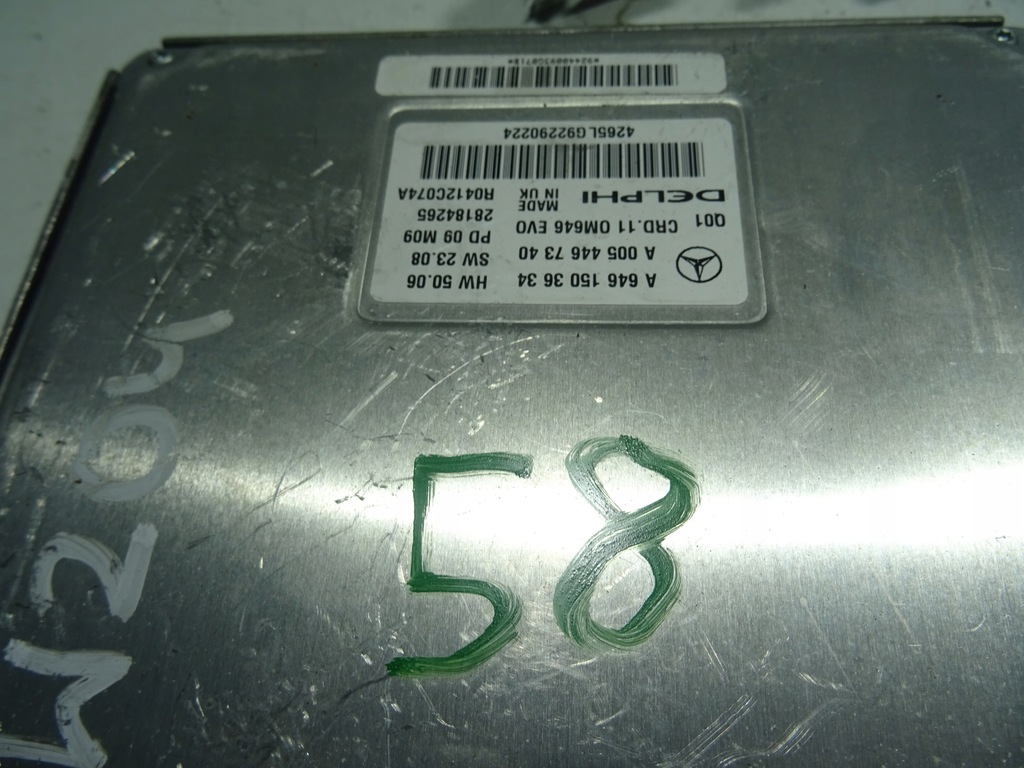 A 646 150 36 34 HW 50.06
A 005 446 73 40 SW 23.08
CRD.11 OM646 EVO PD 09 M09
Q01 28184265
DELPHI MADE IN UK R0412C074A
4265LG92290224
58